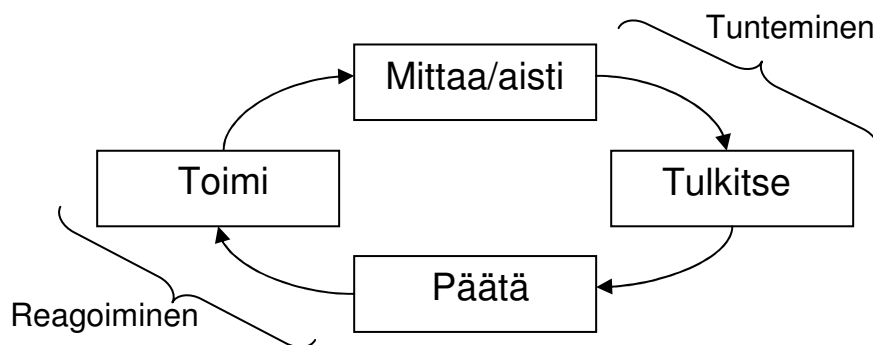 Tunteminen
Mittaa/aisti
Toimi
Tulkitse
Päätä
Reagoiminen